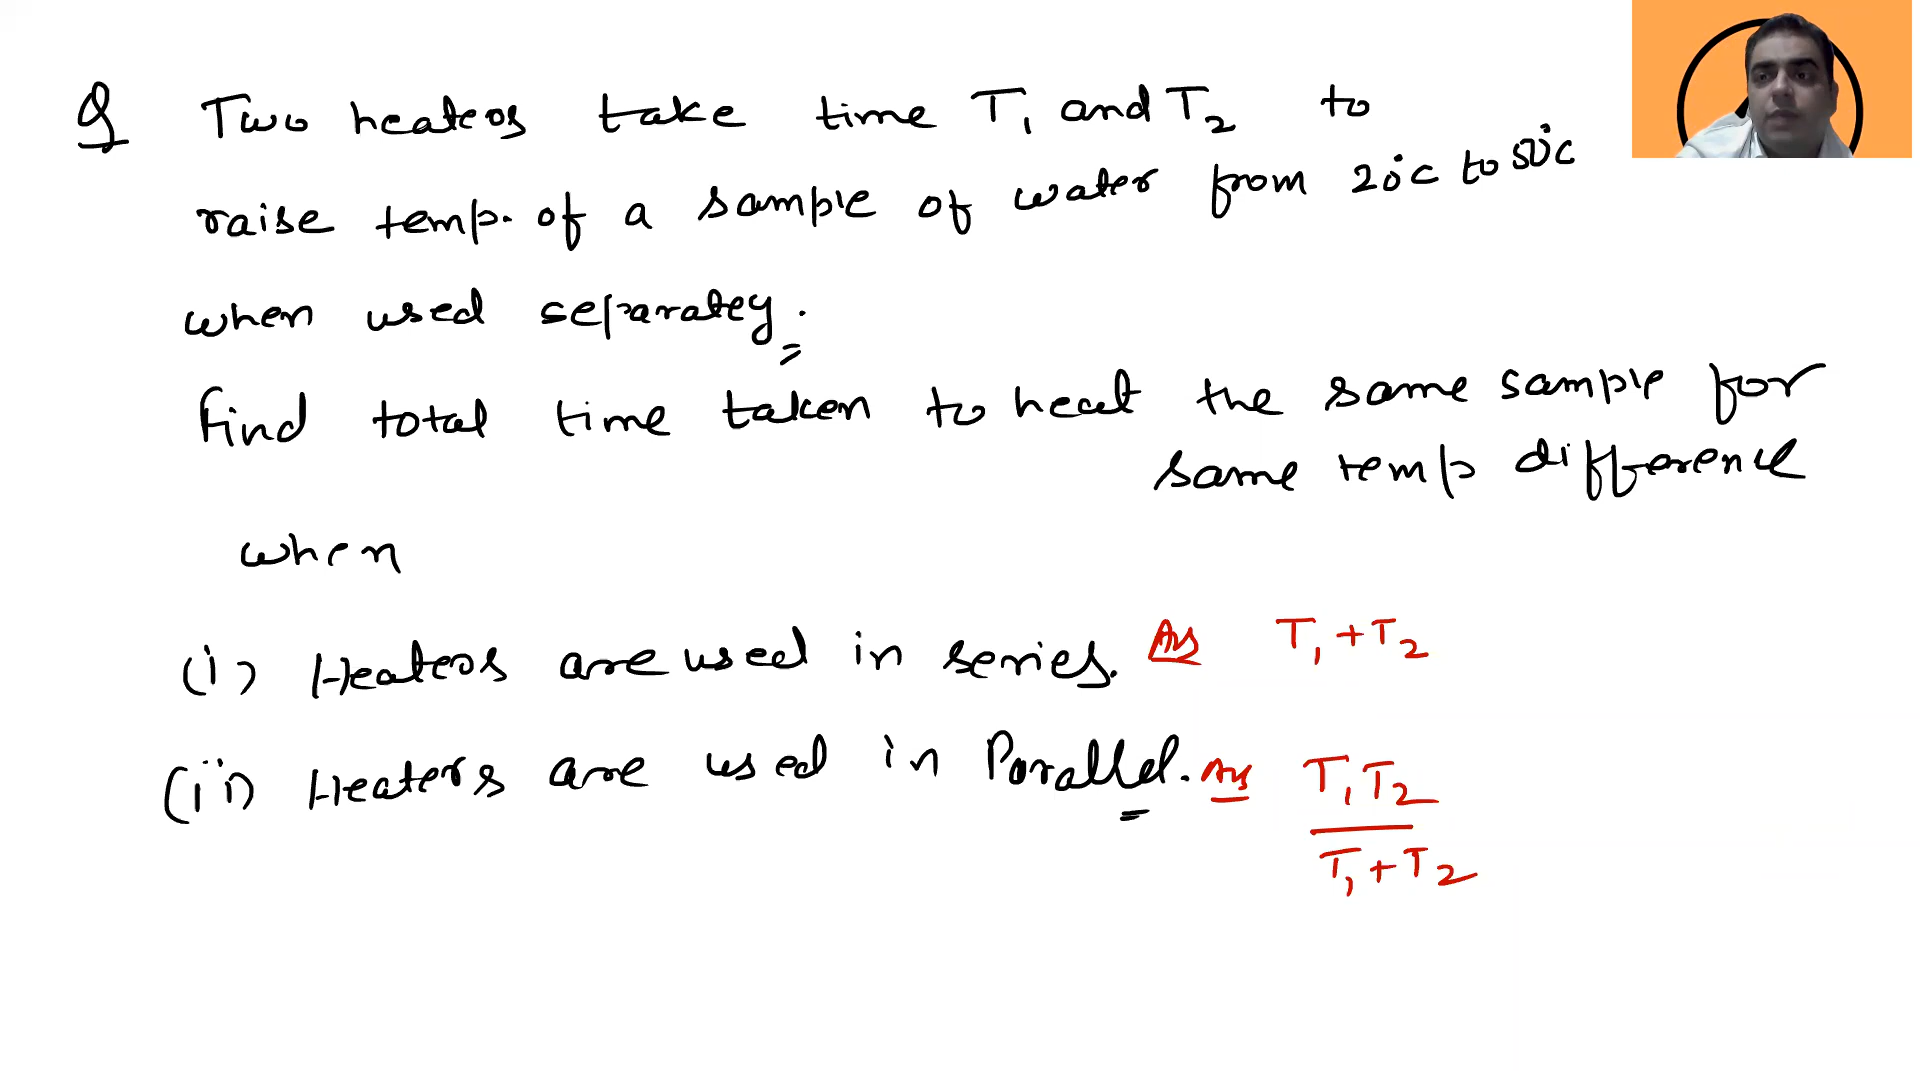 Q Two heaters take time T₁ and T₂ to
raise temp. of a sample of water from 20°C to 50°C
when used separatey.
find total time taken to heat the same sample for
same temp difference
when
(i) Heaters are used in series. Ans T₁ + T₂
(ii) Heaters are used in Parallel. Ans T₁T₂
T₁ + T₂